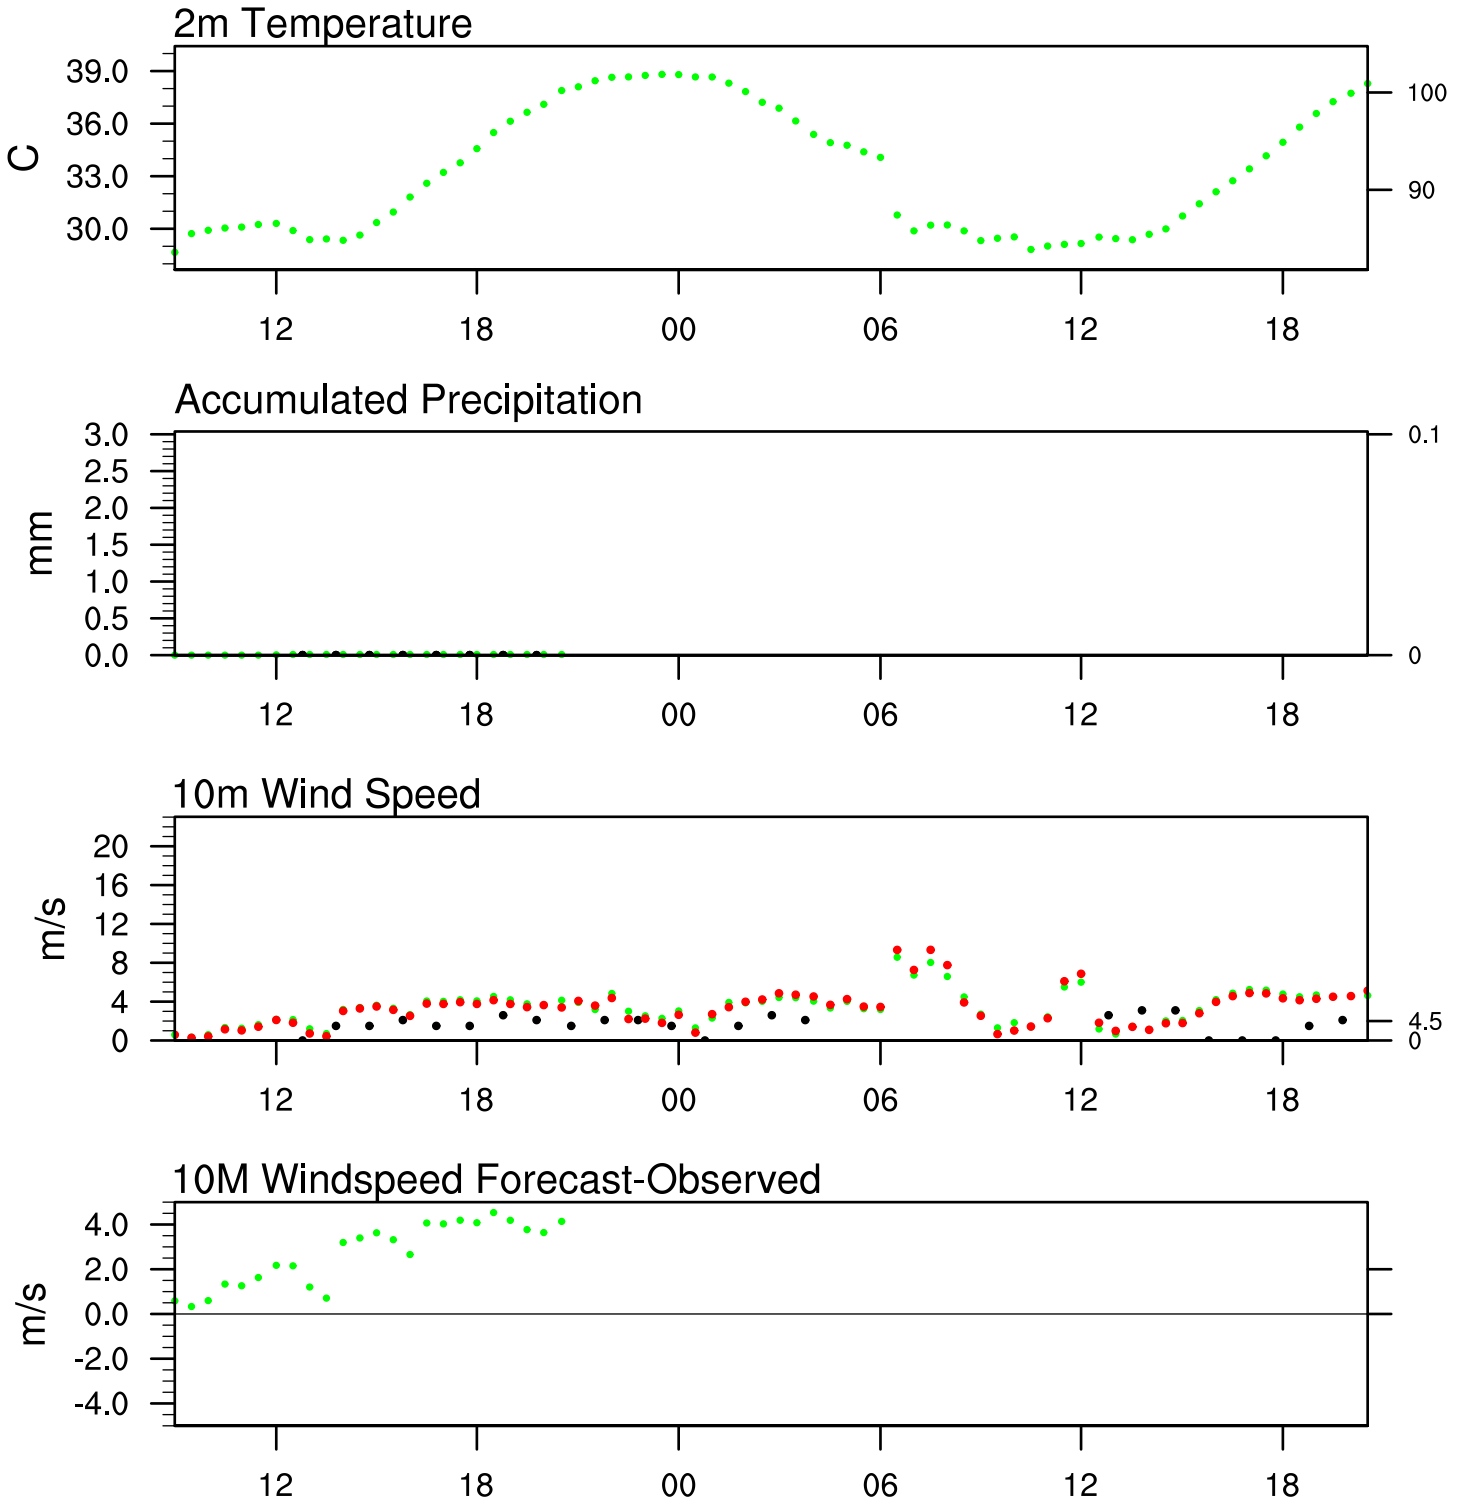 2m Temperature
39.0
36.0
33.0
30.0
C
100
90
12 18 00 06 12 18
Accumulated Precipitation
3.0
2.5
2.0
1.5
1.0
0.5
0.0
mm
0.1
0
12 18 00 06 12 18
10m Wind Speed
20
16
12
8
4
0
m/s
4.5
0
12 18 00 06 12 18
10M Windspeed Forecast-Observed
4.0
2.0
0.0
-2.0
-4.0
m/s
12 18 00 06 12 18